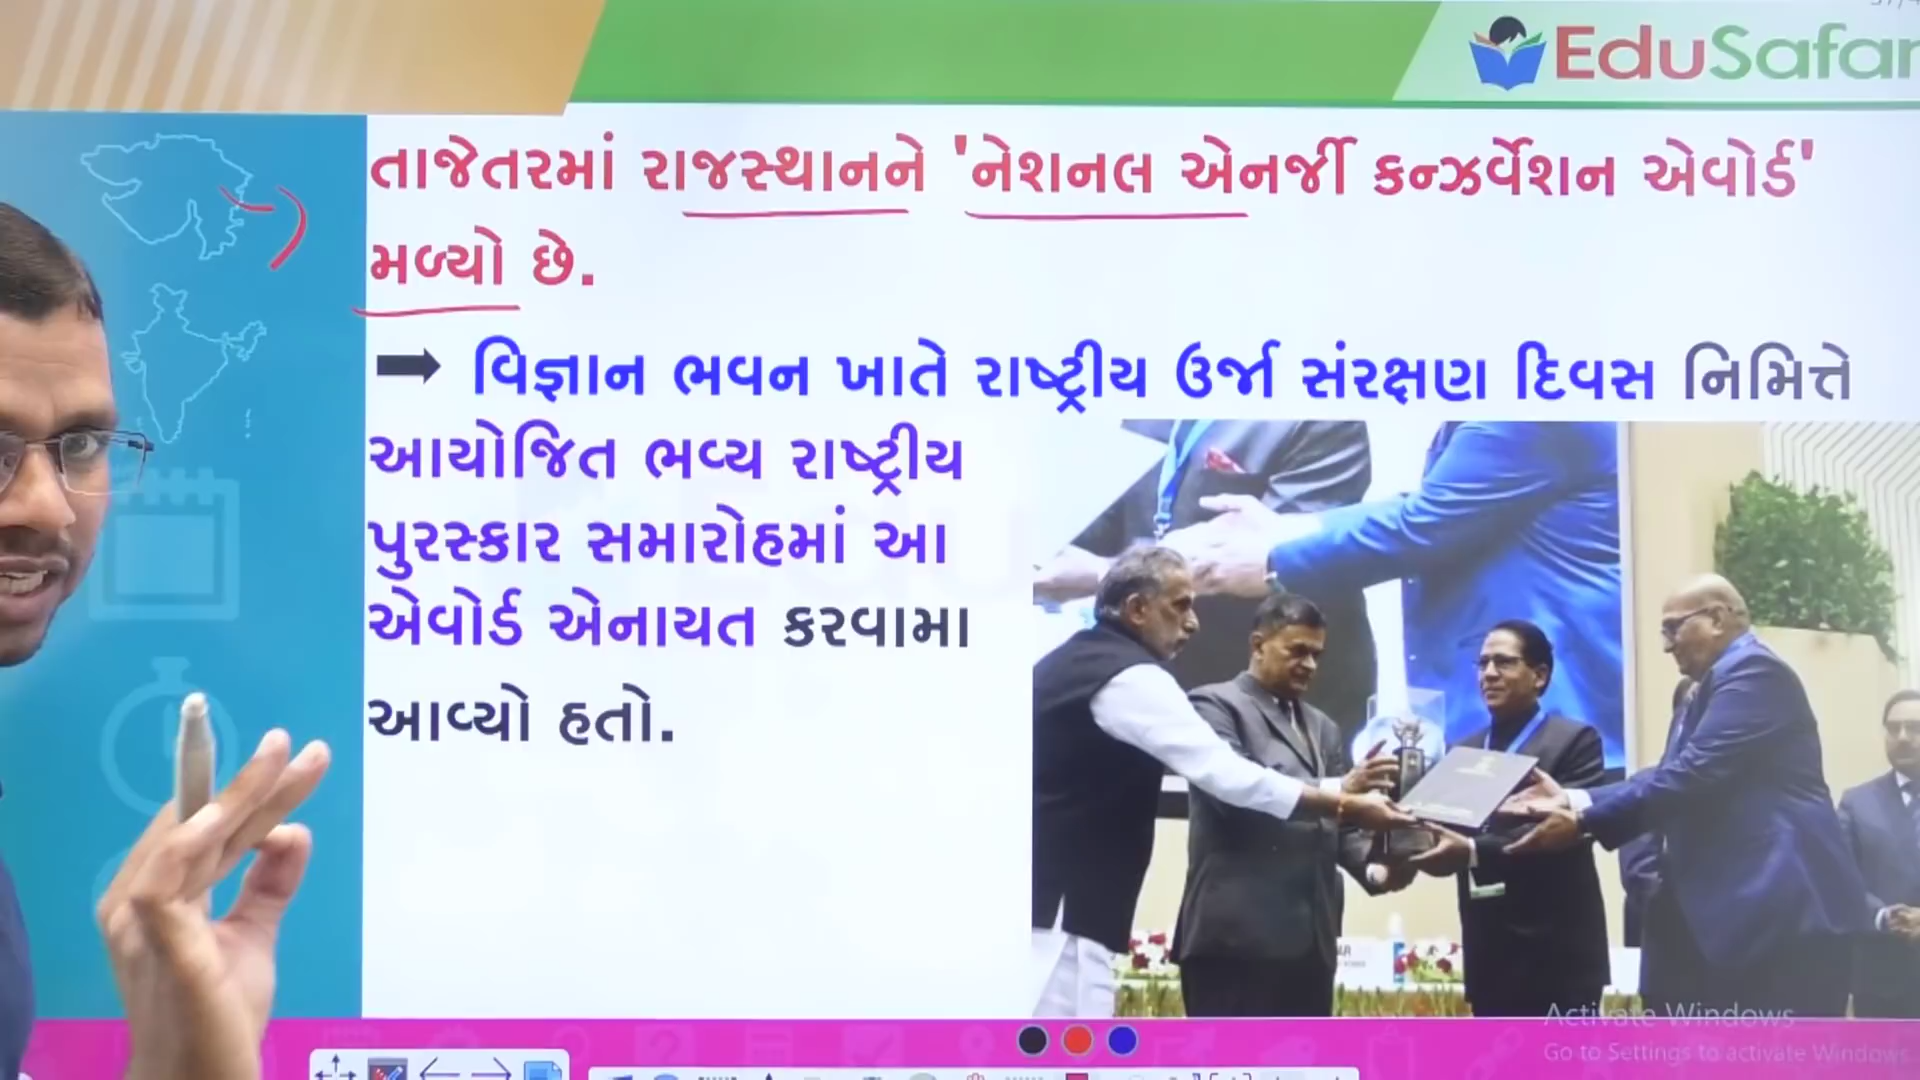 EduSafar
તાજેતરમાં રાજસ્થાનને 'નેશનલ એનર્જી કન્ઝર્વેશન એવોર્ડ'
મળ્યો છે.
➡ વિજ્ઞાન ભવન ખાતે રાષ્ટ્રીય ઉર્જા સંરક્ષણ દિવસ નિમિત્તે
આયોજિત ભવ્ય રાષ્ટ્રીય
પુરસ્કાર સમારોહમાં આ
એવોર્ડ એનાયત કરવામા
આવ્યો હતો.
Activate Windows
Go to Settings to activate Windows.